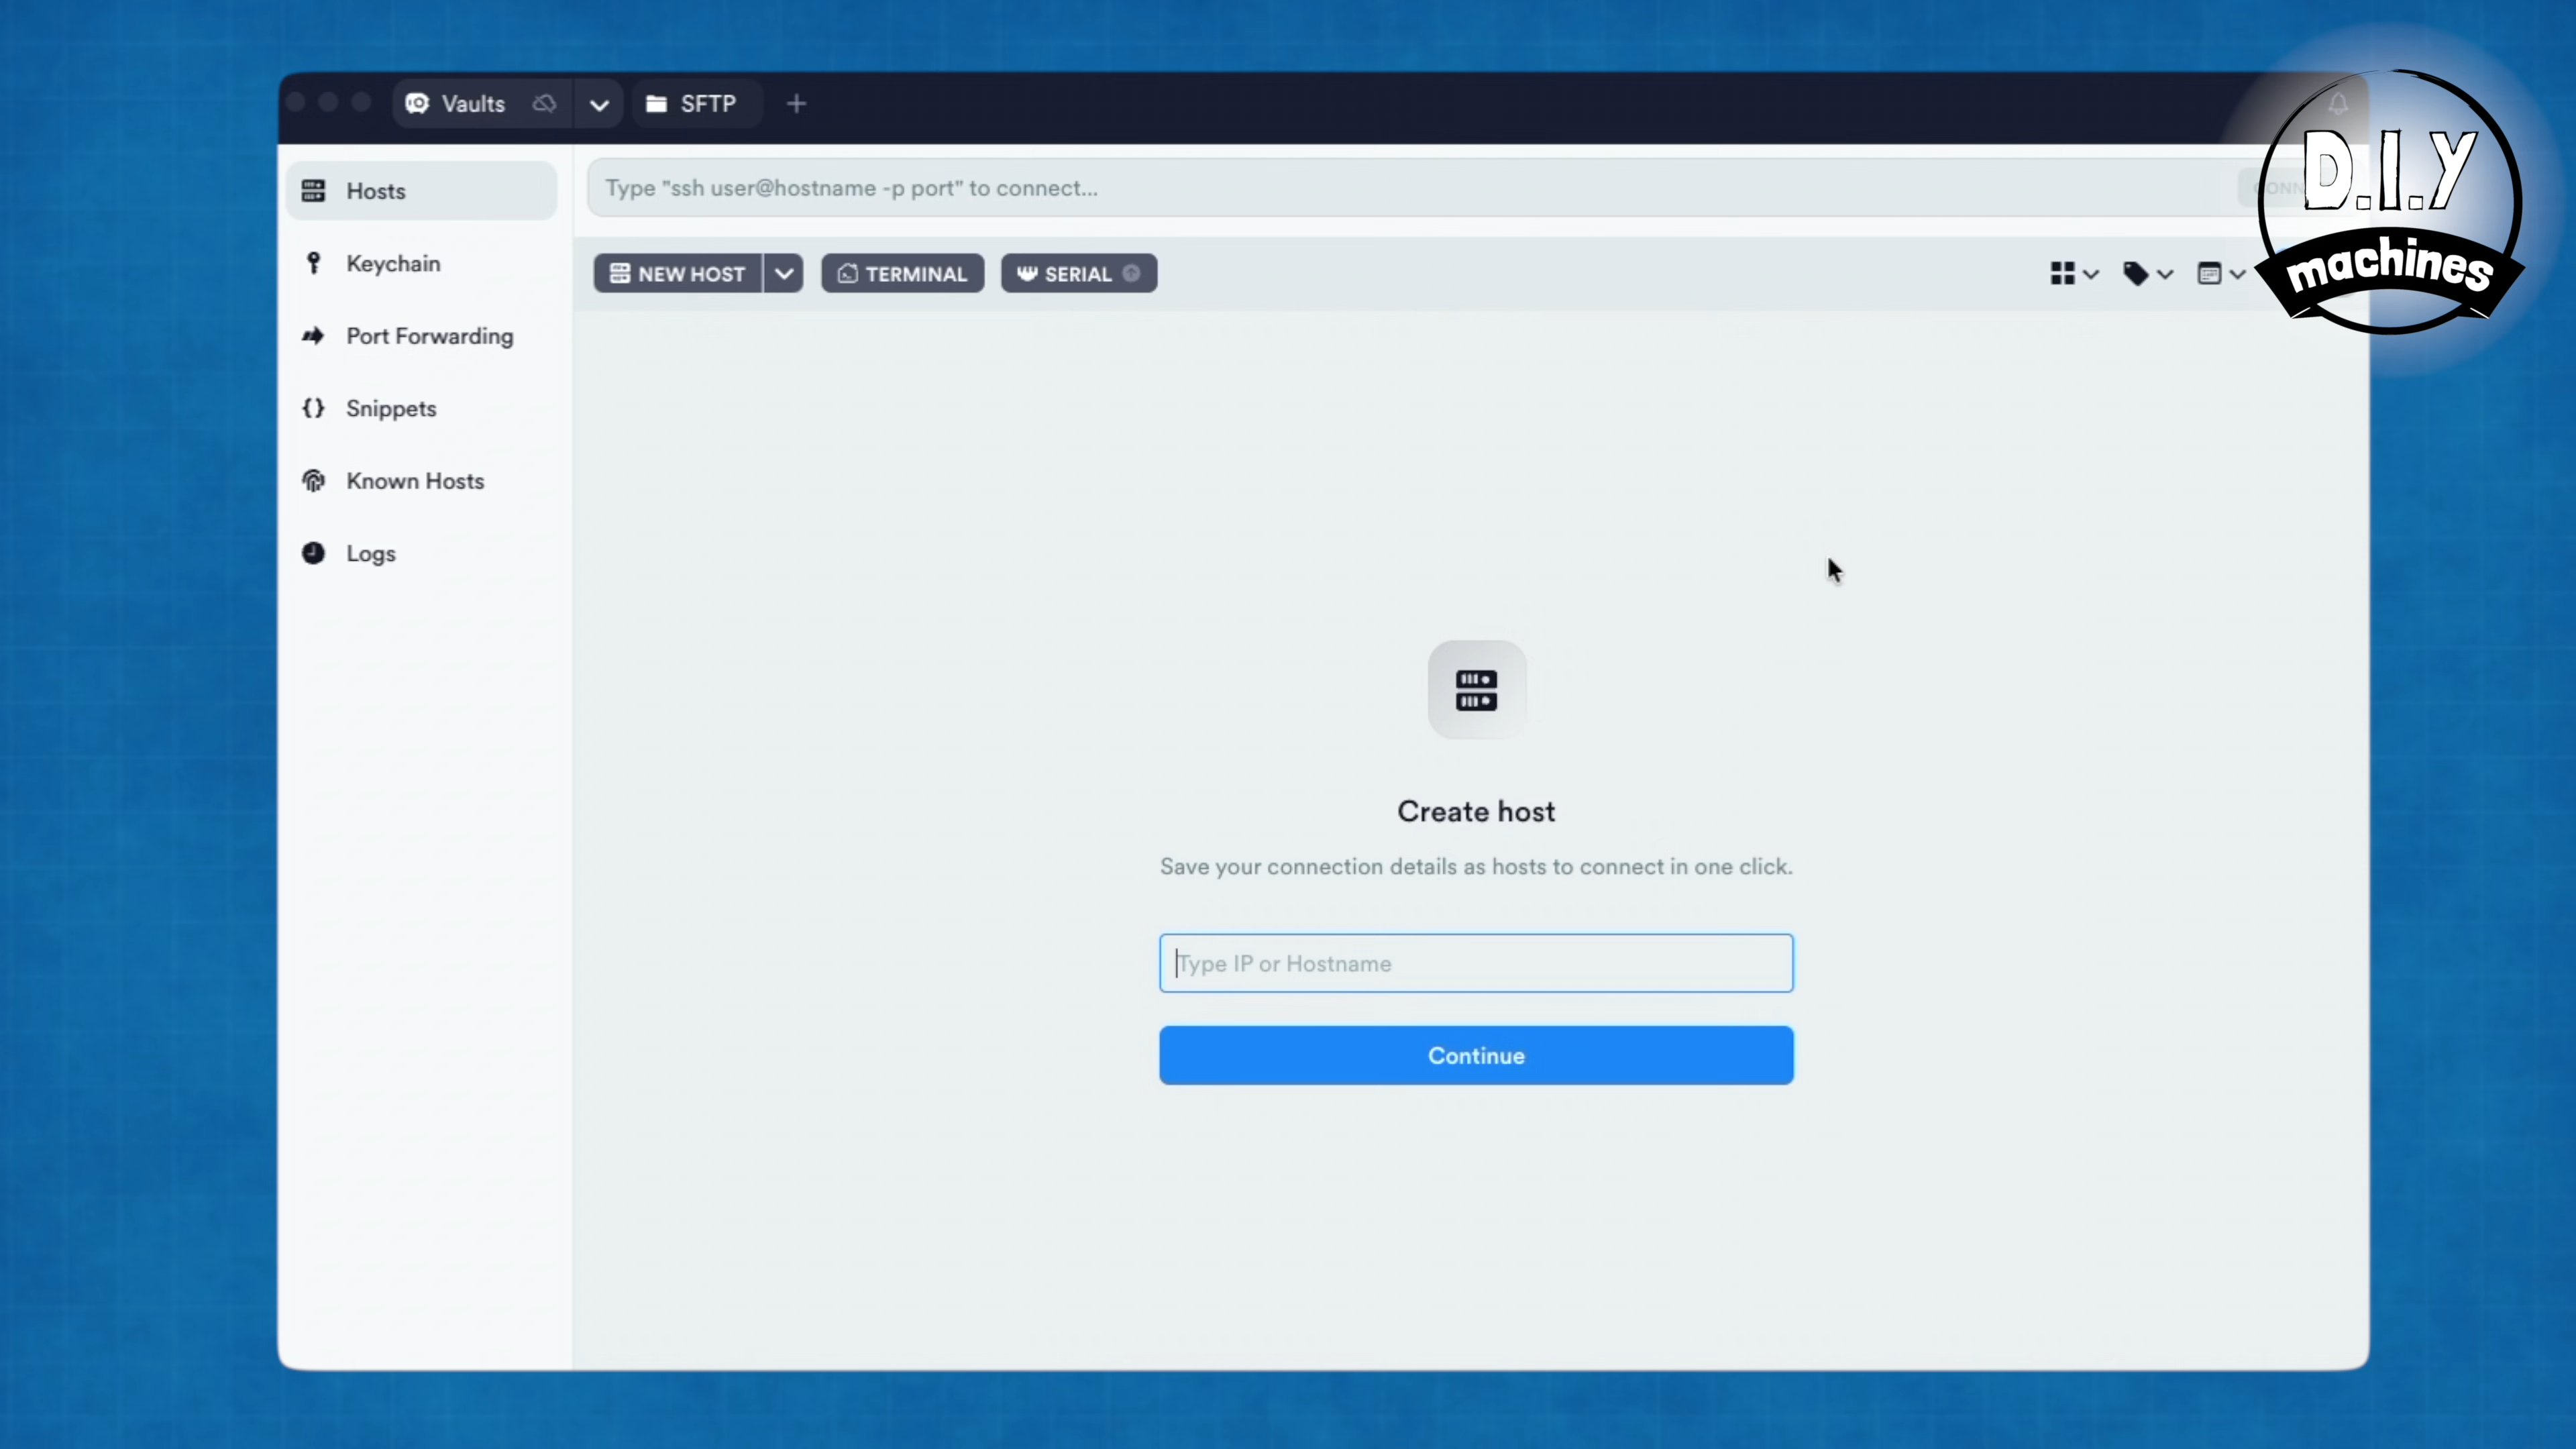 Vaults
SFTP
D.I.Y
machines
Hosts
Type "ssh user@hostname -p port" to connect...
Keychain
NEW HOST
TERMINAL
SERIAL
Port Forwarding
Snippets
Known Hosts
Logs
Create host
Save your connection details as hosts to connect in one click.
Type IP or Hostname
Continue